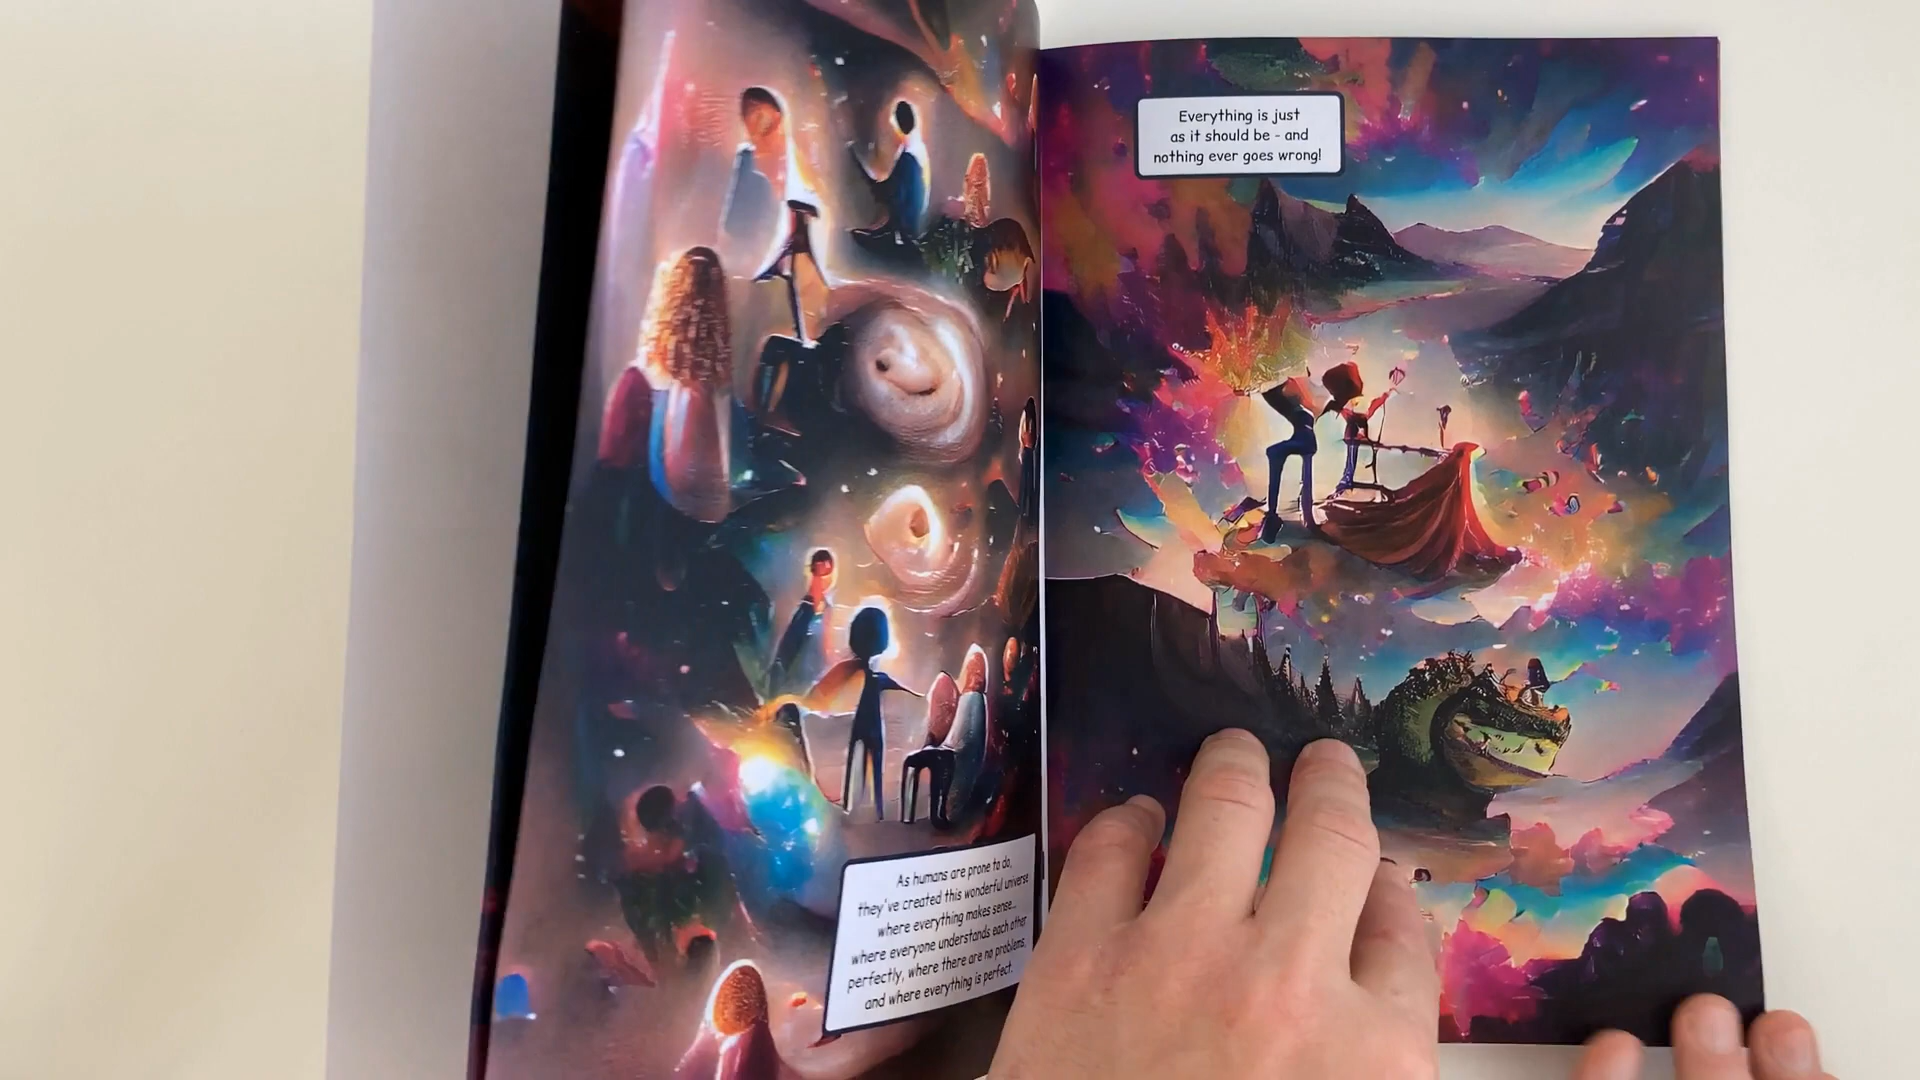 As humans are prone to do,
they've created this wonderful universe
where everything makes sense...
where everyone understands each other
perfectly, where there are no problems,
and where everything is perfect.
Everything is just
as it should be - and
nothing ever goes wrong!